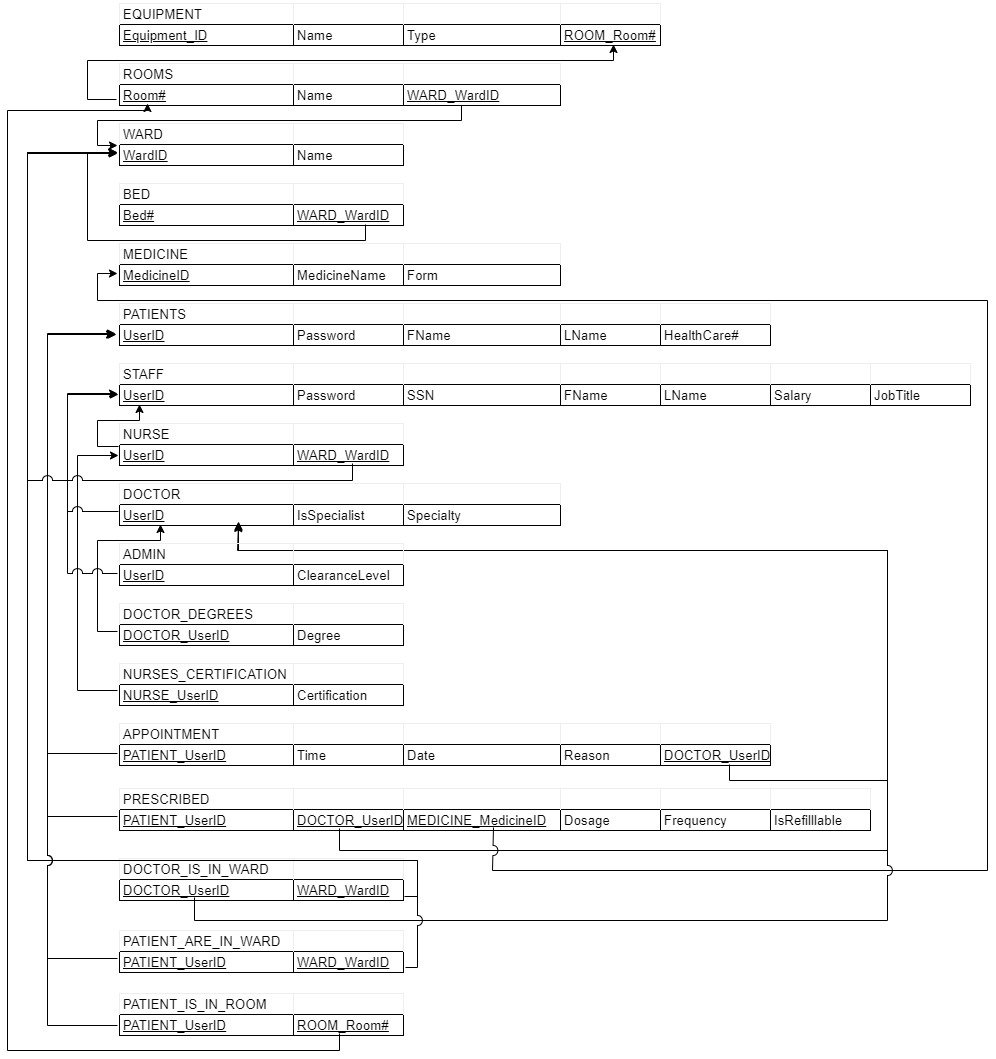 EQUIPMENT
Equipment_ID Name Type ROOM_Room#
ROOMS
Room# Name WARD_WardID
WARD
WardID Name
BED
Bed# WARD_WardID
MEDICINE
MedicineID MedicineName Form
PATIENTS
UserID Password FName LName HealthCare#
STAFF
UserID Password SSN FName LName Salary JobTitle
NURSE
UserID WARD_WardID
DOCTOR
UserID IsSpecialist Specialty
ADMIN
UserID ClearanceLevel
DOCTOR_DEGREES
DOCTOR_UserID Degree
NURSES_CERTIFICATION
NURSE_UserID Certification
APPOINTMENT
PATIENT_UserID Time Date Reason DOCTOR_UserID
PRESCRIBED
PATIENT_UserID DOCTOR_UserID MEDICINE_MedicineID Dosage Frequency IsRefilllable
DOCTOR_IS_IN_WARD
DOCTOR_UserID WARD_WardID
PATIENT_ARE_IN_WARD
PATIENT_UserID WARD_WardID
PATIENT_IS_IN_ROOM
PATIENT_UserID ROOM_Room#